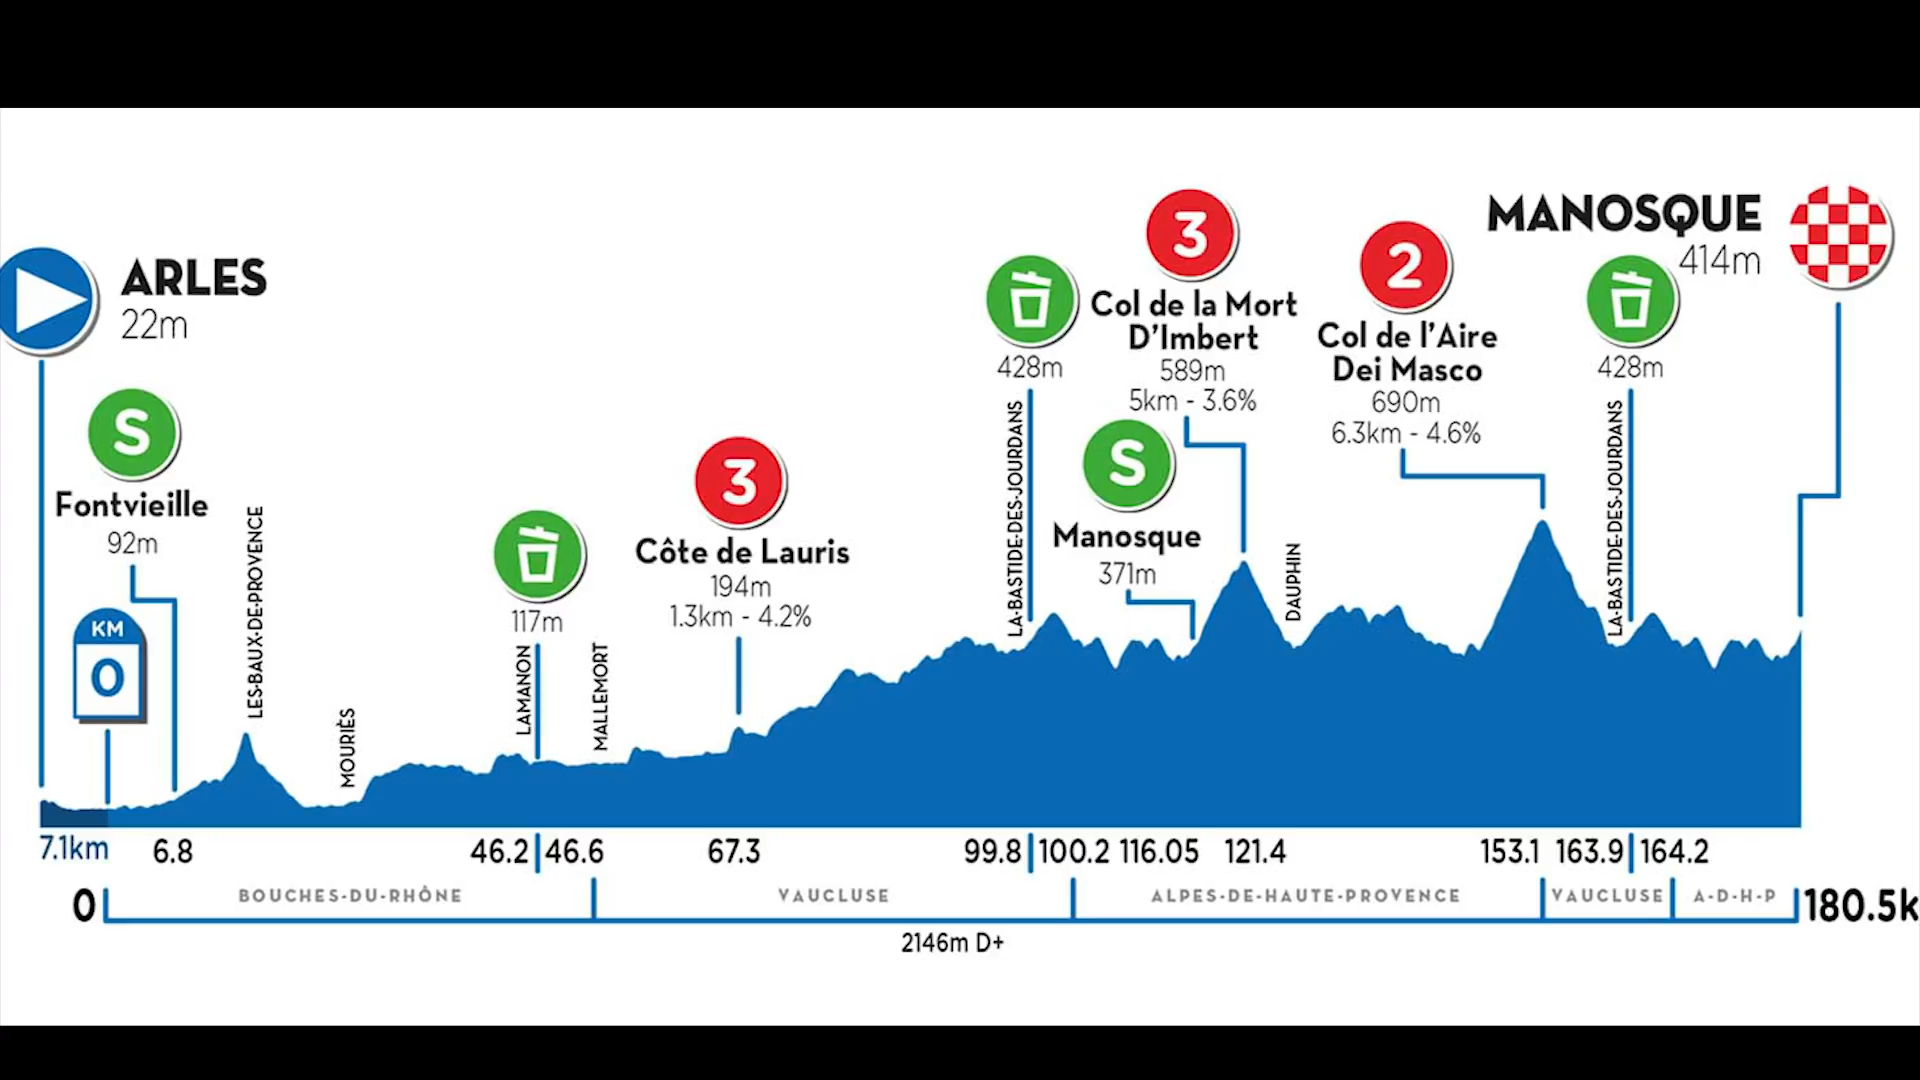 ARLES
22m
S
Fontvieille
92m
KM
0
LES-BAUX-DE-PROVENCE
MOURIÈS
LAMANON
117m
MALLEMORT
3
Côte de Lauris
194m
1.3km - 4.2%
428m
LA-BASTIDE-DES-JOURDANS
3
Col de la Mort
D'Imbert
589m
5km - 3.6%
S
Manosque
371m
DAUPHIN
2
Col de l'Aire
Dei Masco
690m
6.3km - 4.6%
428m
LA-BASTIDE-DES-JOURDANS
MANOSQUE
414m
7.1km 6.8 46.2 46.6 67.3 99.8 100.2 116.05 121.4 153.1 163.9 164.2
0 BOUCHES-DU-RHÔNE VAUCLUSE ALPES-DE-HAUTE-PROVENCE VAUCLUSE A-D-H-P 180.5k
2146m D+